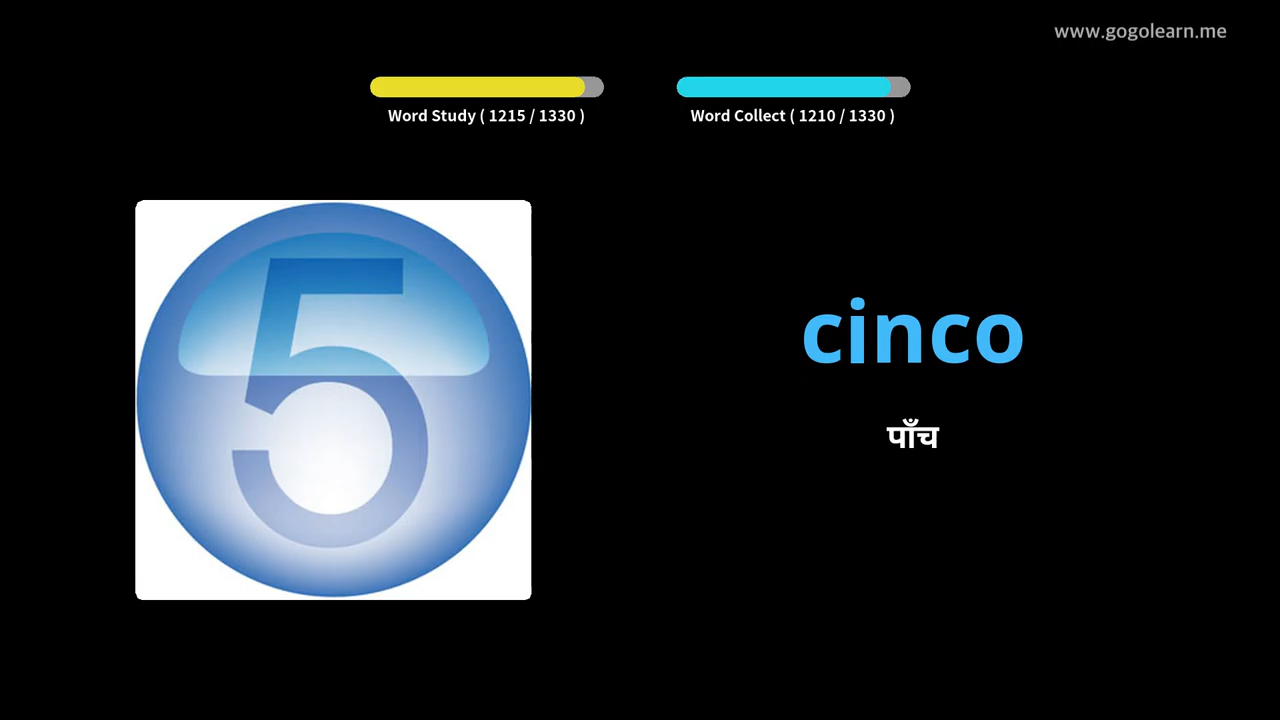 www.gogolearn.me
Word Study ( 1215 / 1330 )
Word Collect ( 1210 / 1330 )
5
cinco
पाँच